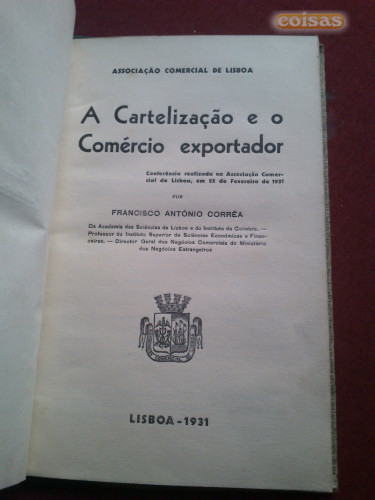 coisas
ASSOCIAÇÃO COMERCIAL DE LISBOA
A Cartelização e o
Comércio exportador
Conferência realizada na Associação Comer-
cial de Lisboa, em 25 de Fevereiro de 1931
POR
FRANCISCO ANTÓNIO CORRÊA
Da Academia das Sciências de Lisboa e do Instituto de Coimbra. —
Professor do Instituto Superior de Sciências Económicas e Finan-
ceiras. — Director Geral dos Negócios Comerciais do Ministério
dos Negócios Estrangeiros
LISBOA - 1931